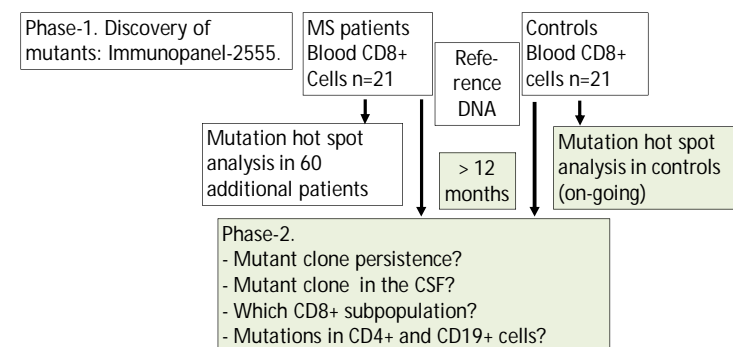 Phase-1. Discovery of
mutants: Immunopanel-2555.
MS patients
Blood CD8+
Cells n=21
Refe-
rence
DNA
Controls
Blood CD8+
cells n=21
Mutation hot spot
analysis in 60
additional patients
> 12
months
Mutation hot spot
analysis in controls
(on-going)
Phase-2.
- Mutant clone persistence?
- Mutant clone in the CSF?
- Which CD8+ subpopulation?
- Mutations in CD4+ and CD19+ cells?